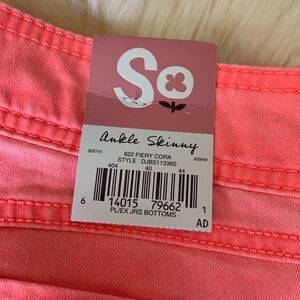 So
Ankle Skinny
822 FIERY CORA
STYLE DJBS11338S
404 40 44
6 14015 79662 1
PL/EX JRS BOTTOMS
AD